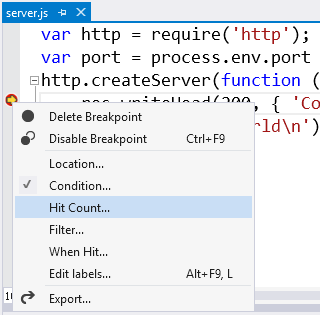 server.js
var http = require('http');
var port = process.env.port
http.createServer(function (
res.writeHead(200, { 'Co
rld\n')
Delete Breakpoint
Disable Breakpoint Ctrl+F9
Location...
Condition...
Hit Count...
Filter...
When Hit...
Edit labels... Alt+F9, L
Export...
10